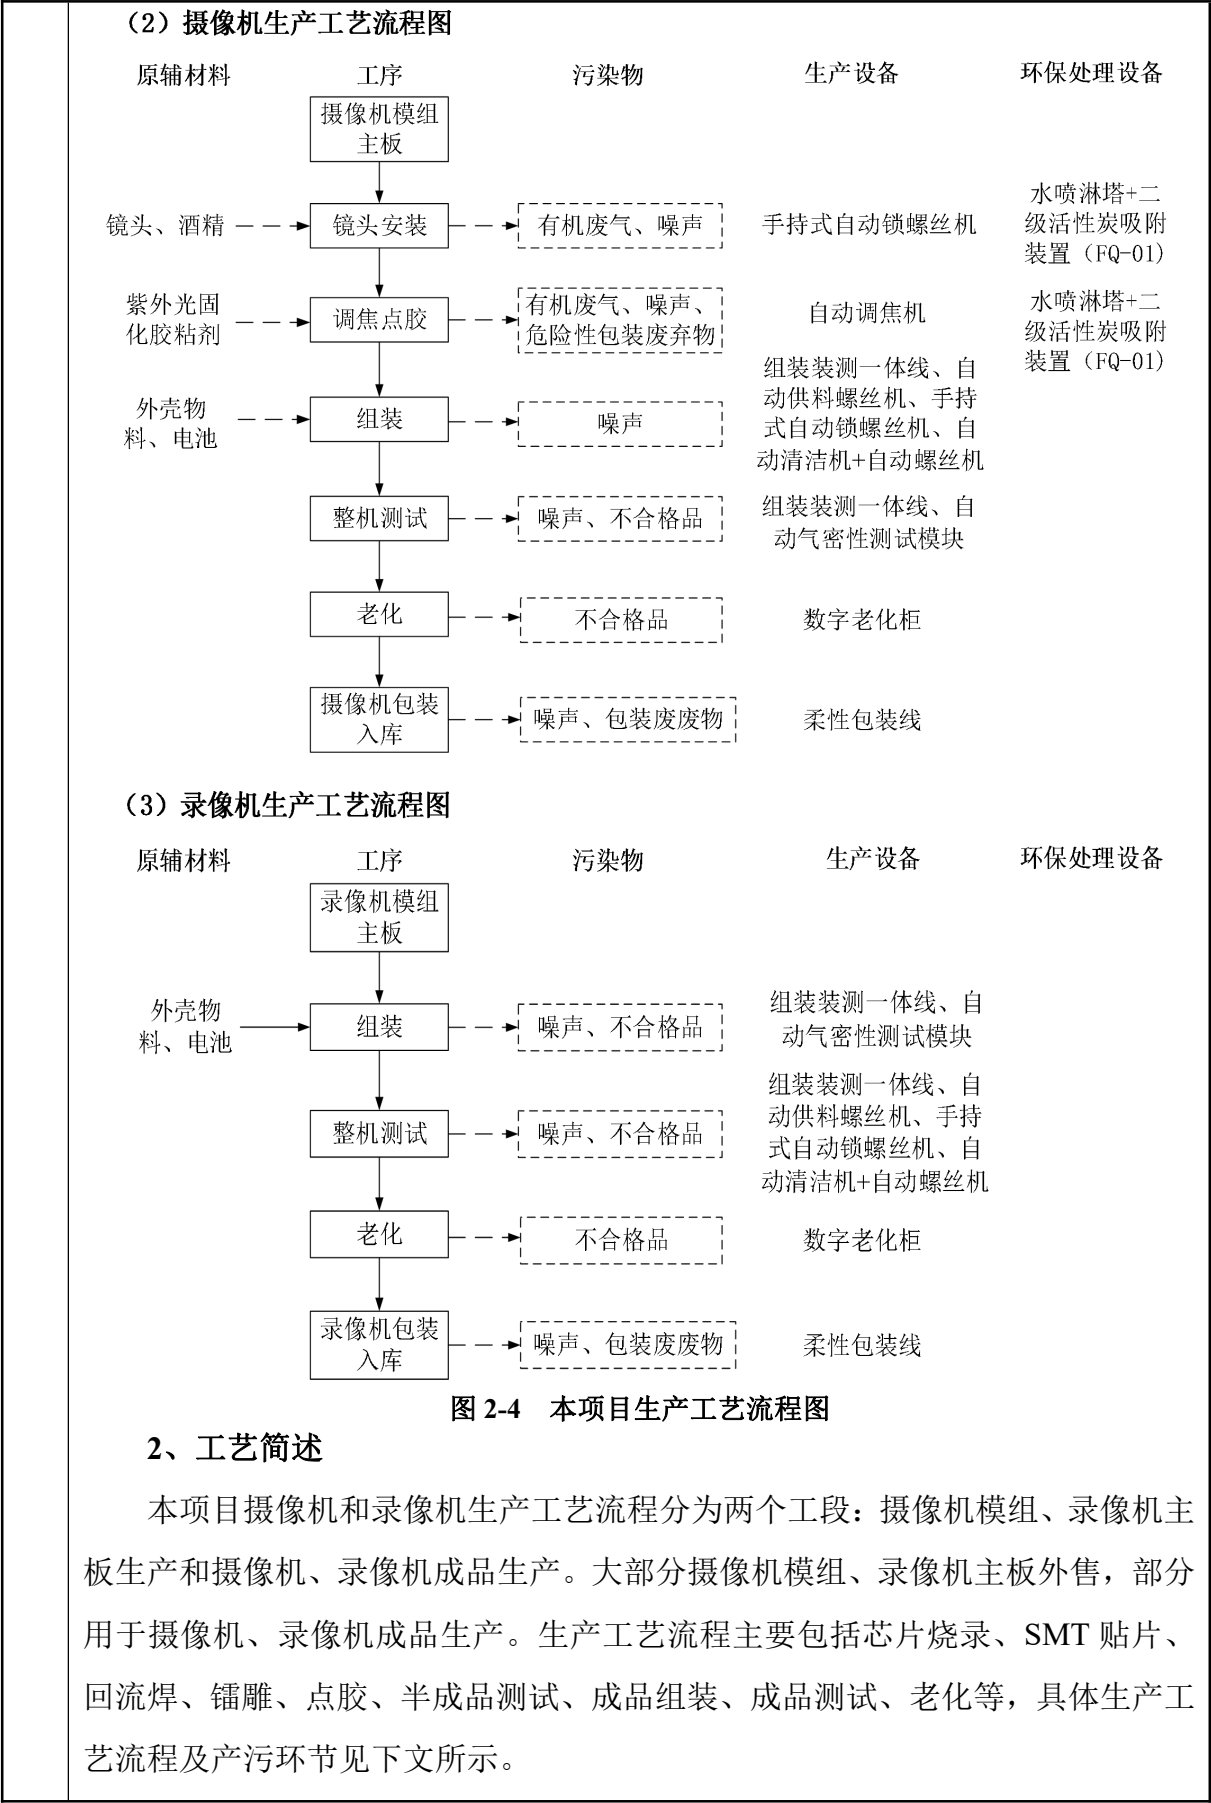 （2）摄像机生产工艺流程图
原辅材料 工序 污染物 生产设备 环保处理设备
摄像机模组
主板
镜头、酒精
镜头安装
有机废气、噪声
手持式自动锁螺丝机
水喷淋塔+二
级活性炭吸附
装置（FQ-01）
紫外光固
化胶粘剂
调焦点胶
有机废气、噪声、
危险性包装废弃物
自动调焦机
水喷淋塔+二
级活性炭吸附
装置（FQ-01）
外壳物
料、电池
组装
噪声
组装装测一体线、自
动供料螺丝机、手持
式自动锁螺丝机、自
动清洁机+自动螺丝机
整机测试
噪声、不合格品
组装装测一体线、自
动气密性测试模块
老化
不合格品
数字老化柜
摄像机包装
入库
噪声、包装废废物
柔性包装线
（3）录像机生产工艺流程图
原辅材料 工序 污染物 生产设备 环保处理设备
录像机模组
主板
外壳物
料、电池
组装
噪声、不合格品
组装装测一体线、自
动气密性测试模块
整机测试
噪声、不合格品
组装装测一体线、自
动供料螺丝机、手持
式自动锁螺丝机、自
动清洁机+自动螺丝机
老化
不合格品
数字老化柜
录像机包装
入库
噪声、包装废废物
柔性包装线
图 2-4 本项目生产工艺流程图
2、工艺简述
本项目摄像机和录像机生产工艺流程分为两个工段：摄像机模组、录像机主
板生产和摄像机、录像机成品生产。大部分摄像机模组、录像机主板外售，部分
用于摄像机、录像机成品生产。生产工艺流程主要包括芯片烧录、SMT 贴片、
回流焊、镭雕、点胶、半成品测试、成品组装、成品测试、老化等，具体生产工
艺流程及产污环节见下文所示。